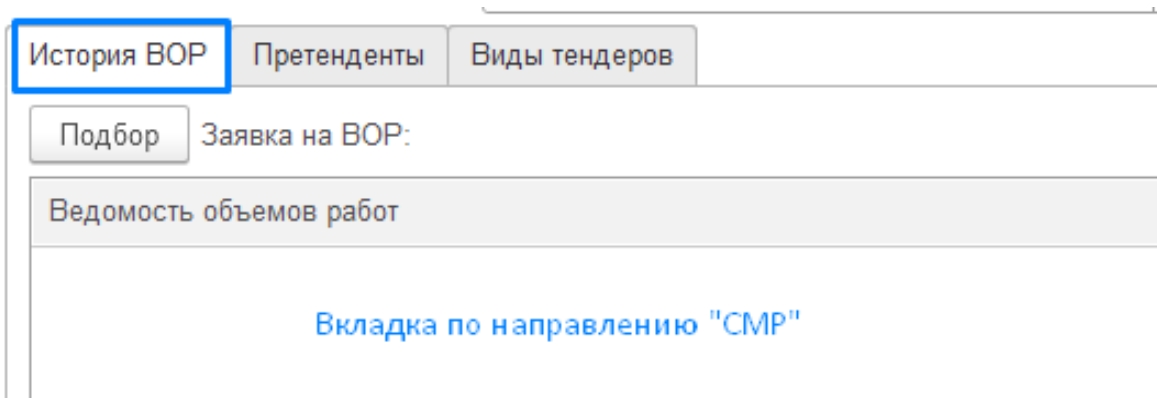 История ВОР Претенденты Виды тендеров
Подбор Заявка на ВОР:
Ведомость объемов работ
Вкладка по направлению "СМР"